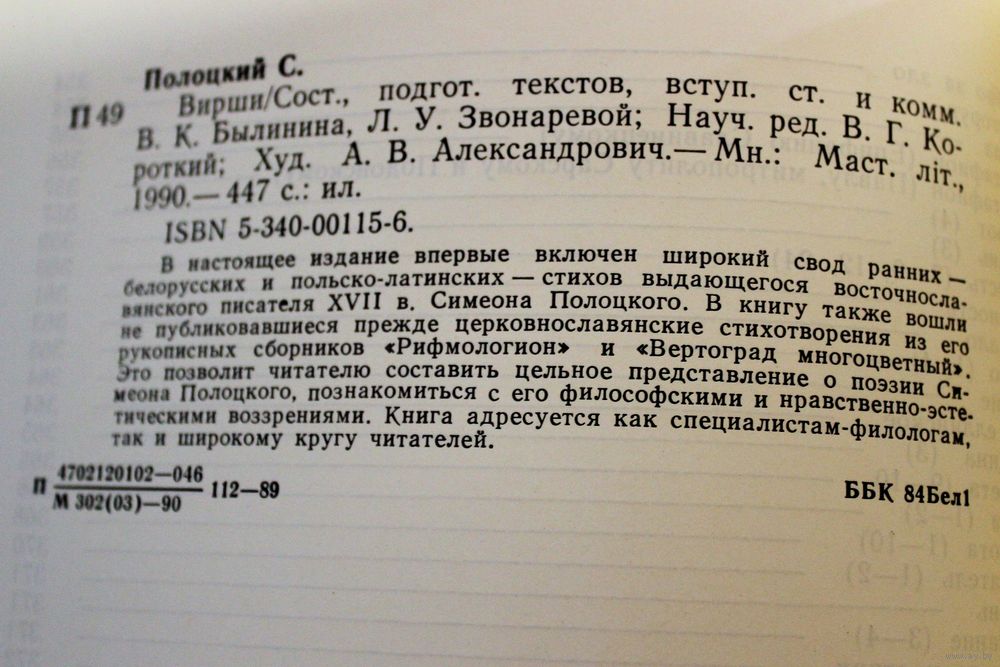 Полоцкий С.
П 49 Вирши/Сост., подгот. текстов, вступ. ст. и комм.
В. К. Былинина, Л. У. Звонаревой; Науч. ред. В. Г. Ко-
роткий; Худ. А. В. Александрович.— Мн.: Маст. літ.,
1990.— 447 с.: ил.
ISBN 5-340-00115-6.
В настоящее издание впервые включен широкий свод ранних —
белорусских и польско-латинских — стихов выдающегося восточносла-
вянского писателя XVII в. Симеона Полоцкого. В книгу также вошли
не публиковавшиеся прежде церковнославянские стихотворения из его
рукописных сборников «Рифмологион» и «Вертоград многоцветный».
Это позволит читателю составить цельное представление о поэзии Си-
меона Полоцкого, познакомиться с его философскими и нравственно-эсте-
тическими воззрениями. Книга адресуется как специалистам-филологам,
так и широкому кругу читателей.
П 4702120102—046
М 302(03)—90 112—89
ББК 84Бел1